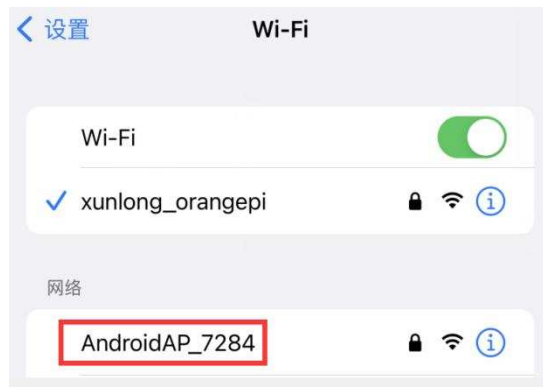 设置 Wi-Fi
Wi-Fi
xunlong_orangepi
网络
AndroidAP_7284